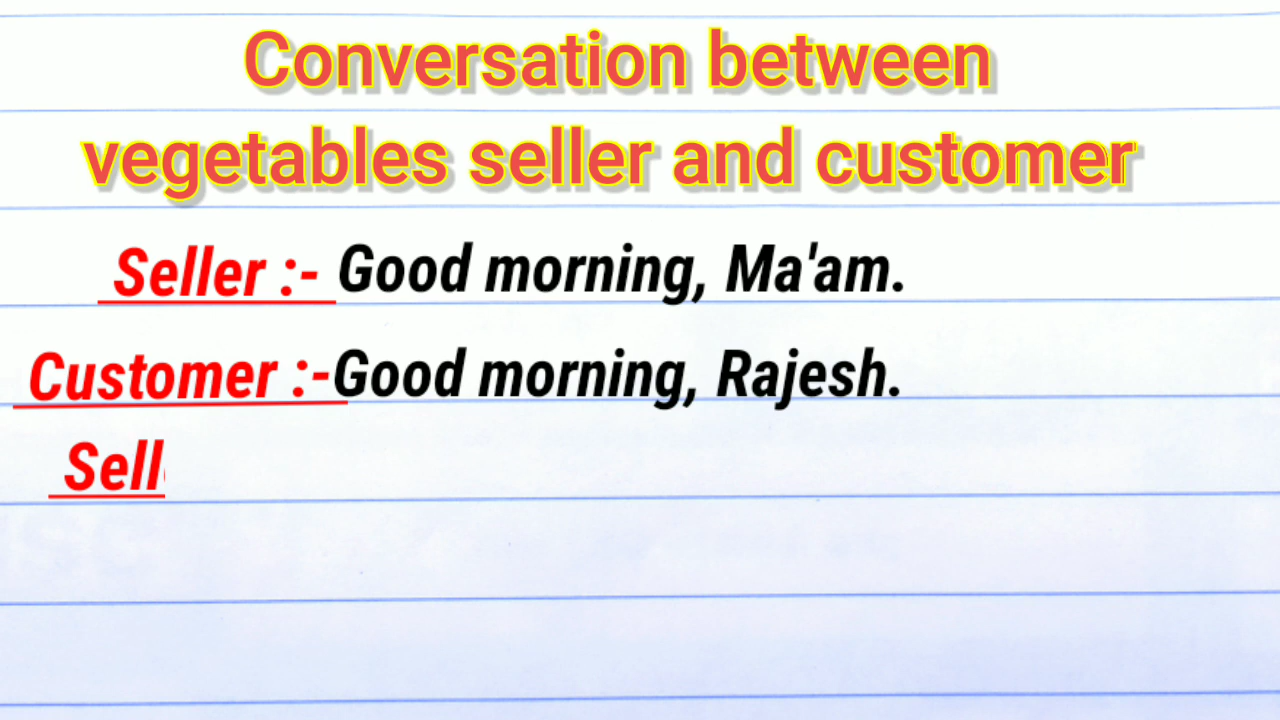 Conversation between
vegetables seller and customer
Seller :- Good morning, Ma'am.
Customer :-Good morning, Rajesh.
Sell